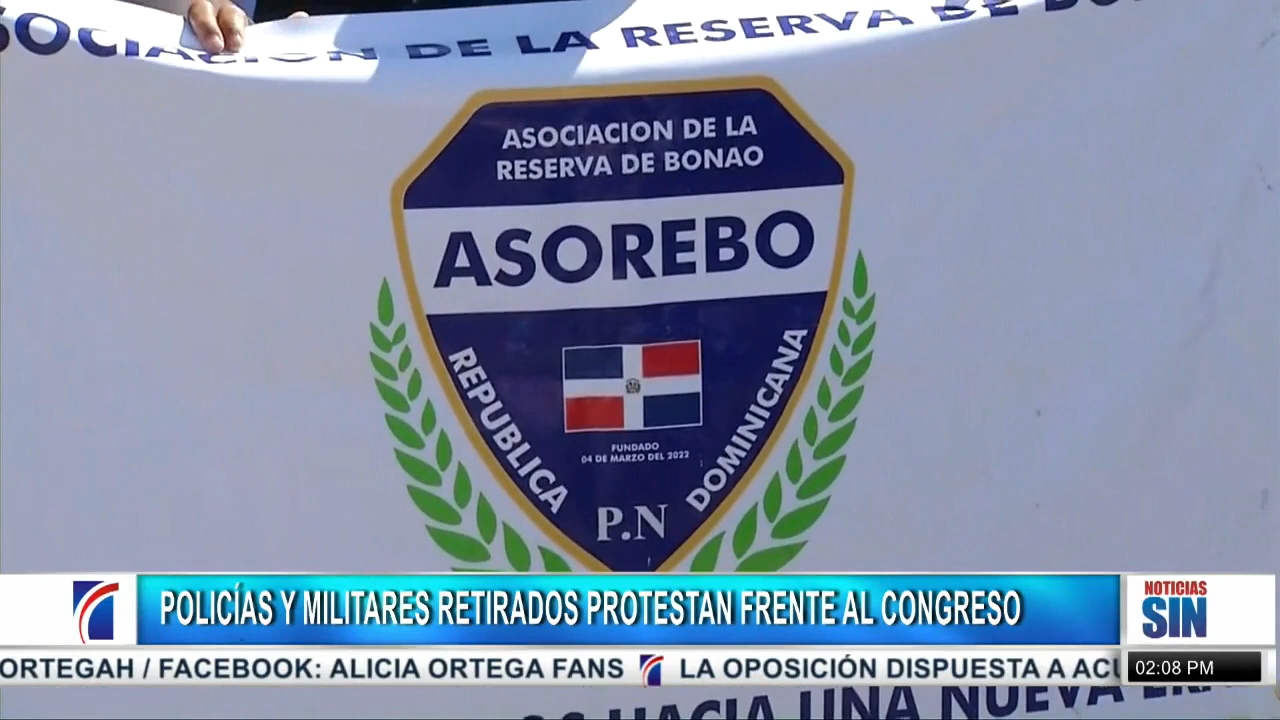 SOCIACION DE LA RESERVA DE BON
ASOCIACION DE LA
RESERVA DE BONAO
ASOREBO
REPUBLICA
DOMINICANA
FUNDADO
04 DE MARZO DEL 2022
P.N
POLICÍAS Y MILITARES RETIRADOS PROTESTAN FRENTE AL CONGRESO
NOTICIAS
SIN
ORTEGAH / FACEBOOK: ALICIA ORTEGA FANS LA OPOSICIÓN DISPUESTA A ACU
02:08 PM
HACIA UNA NUEVA ERA